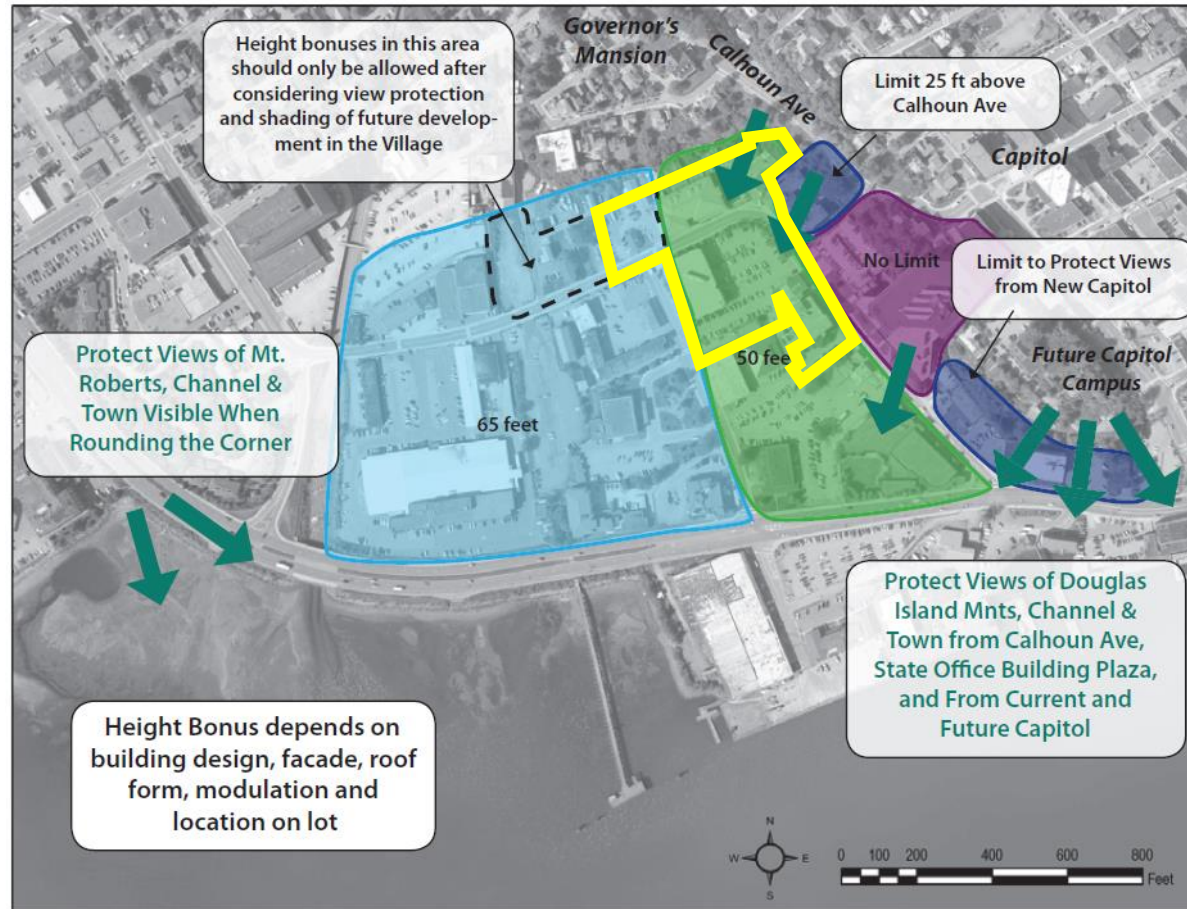 Height bonuses in this area
should only be allowed after
considering view protection
and shading of future develop-
ment in the Village
Governor's
Mansion
Calhoun Ave
Limit 25 ft above
Calhoun Ave
Capitol
No Limit
Limit to Protect Views
from New Capitol
Future Capitol
Campus
Protect Views of Mt.
Roberts, Channel &
Town Visible When
Rounding the Corner
65 feet
50 fee
Protect Views of Douglas
Island Mnts, Channel &
Town from Calhoun Ave,
State Office Building Plaza,
and From Current and
Future Capitol
Height Bonus depends on
building design, facade, roof
form, modulation and
location on lot
N
W E
S
0 100 200 400 600 800
Feet